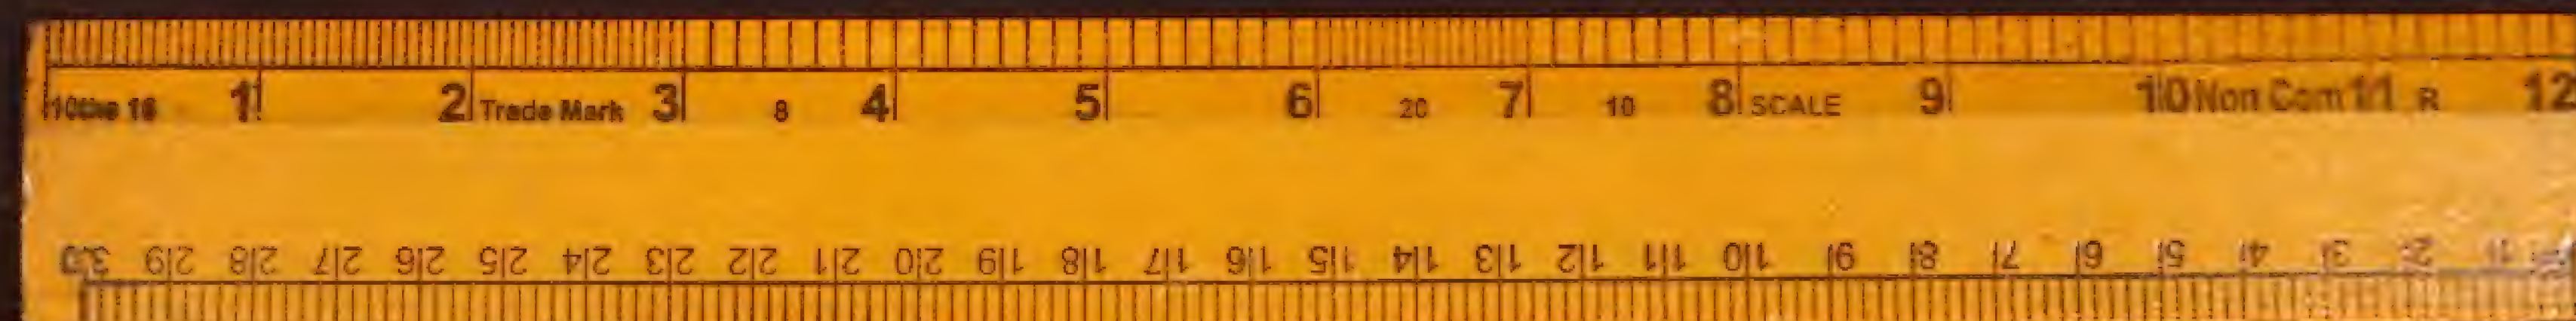 10ths 16 1 2 Trade Mark 3 8 4 5 6 20 7 10 8 SCALE 9 10 Non Com 11 R 12
30 29 28 27 26 25 24 23 22 21 20 19 18 17 16 15 14 13 12 11 10 9 8 7 6 5 4 3 2 1